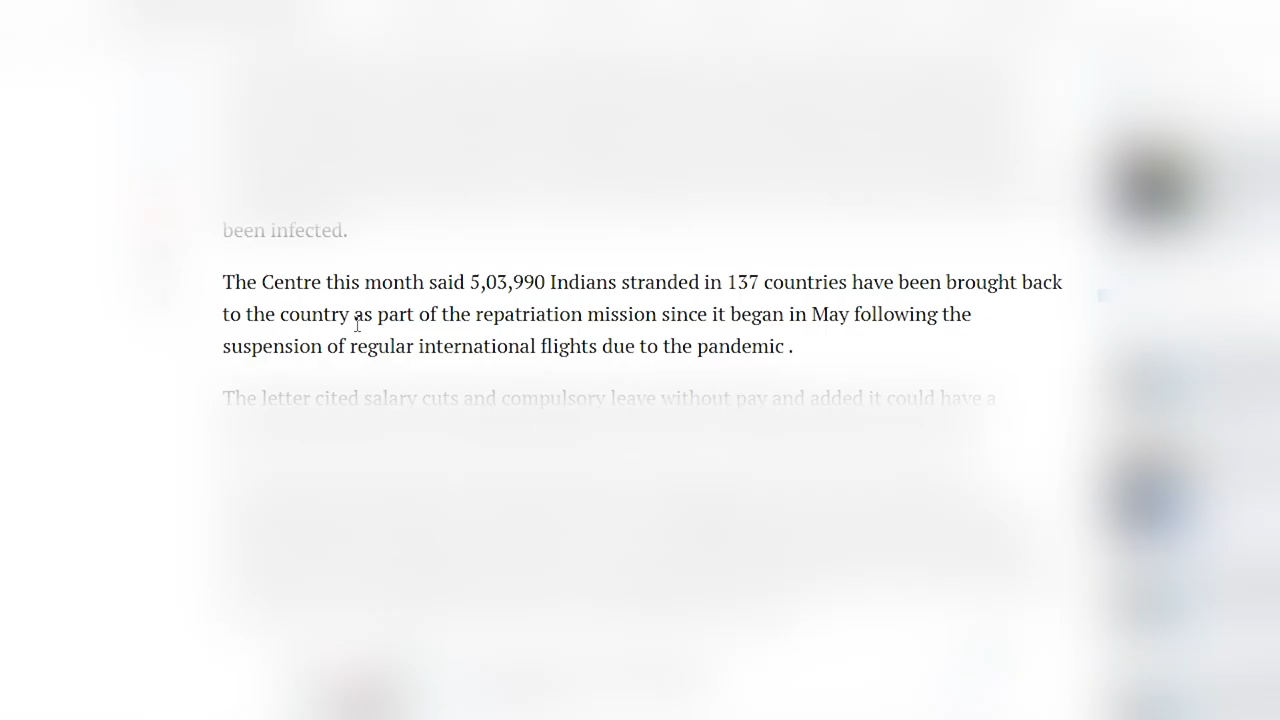 been infected.
The Centre this month said 5,03,990 Indians stranded in 137 countries have been brought back
to the country as part of the repatriation mission since it began in May following the
suspension of regular international flights due to the pandemic .
The letter cited salary cuts and compulsory leave without pay and added it could have a